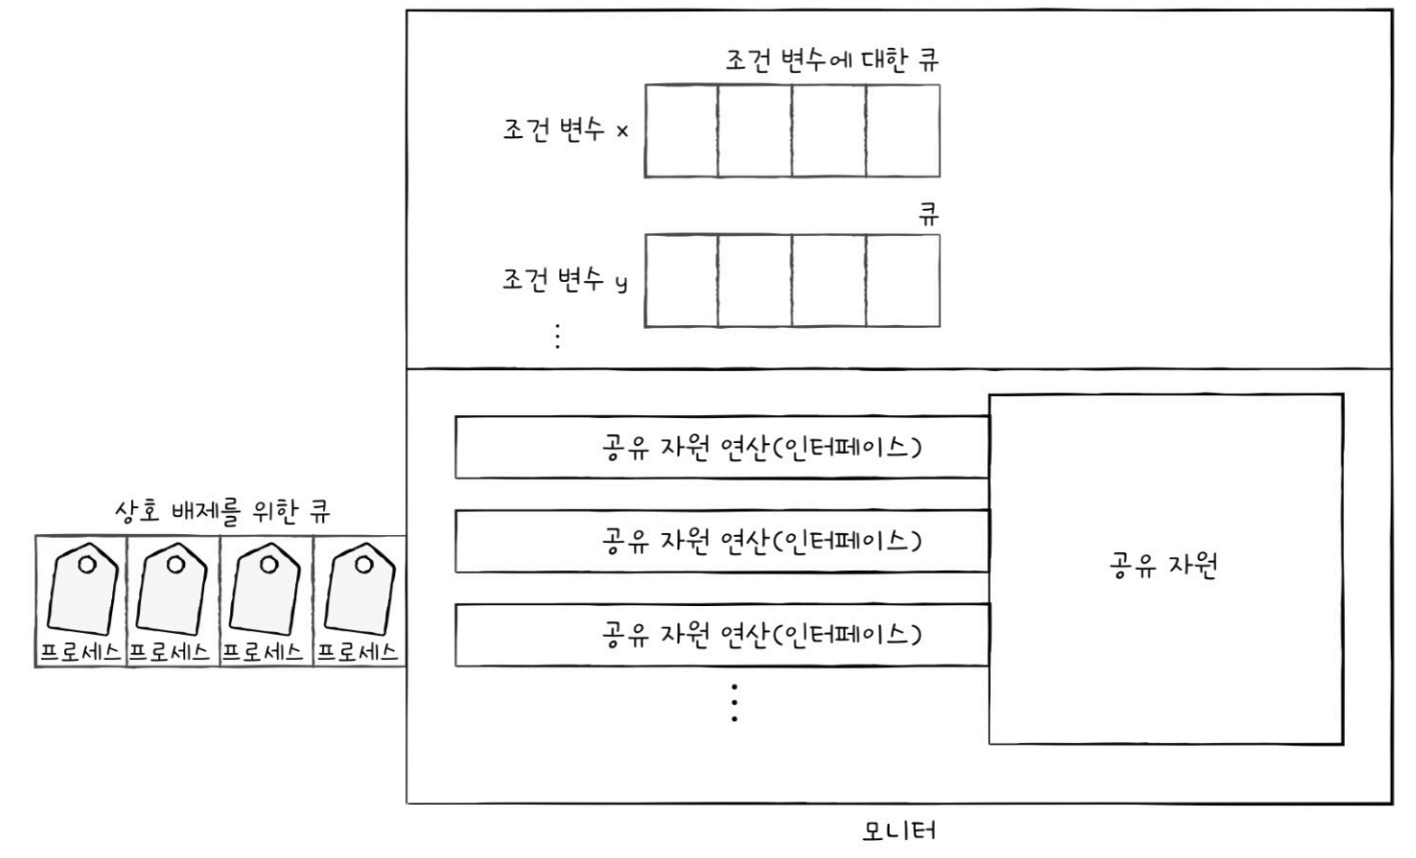 조건 변수에 대한 큐
조건 변수 x
큐
조건 변수 y
⋮
공유 자원 연산(인터페이스)
상호 배제를 위한 큐
공유 자원 연산(인터페이스)
공유 자원
프로세스 프로세스 프로세스 프로세스
공유 자원 연산(인터페이스)
⋮
모니터